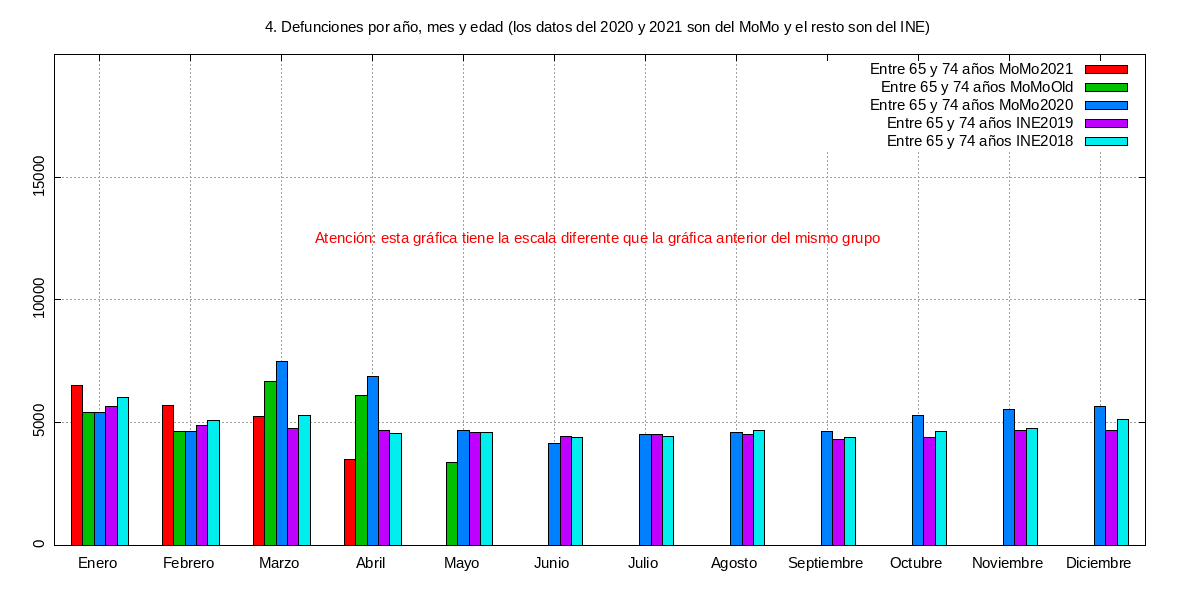 4. Defunciones por año, mes y edad (los datos del 2020 y 2021 son del MoMo y el resto son del INE)
Entre 65 y 74 años MoMo2021
Entre 65 y 74 años MoMoOld
Entre 65 y 74 años MoMo2020
Entre 65 y 74 años INE2019
Entre 65 y 74 años INE2018
15000
Atención: esta gráfica tiene la escala diferente que la gráfica anterior del mismo grupo
10000
5000
0
Enero Febrero Marzo Abril Mayo Junio Julio Agosto Septiembre Octubre Noviembre Diciembre